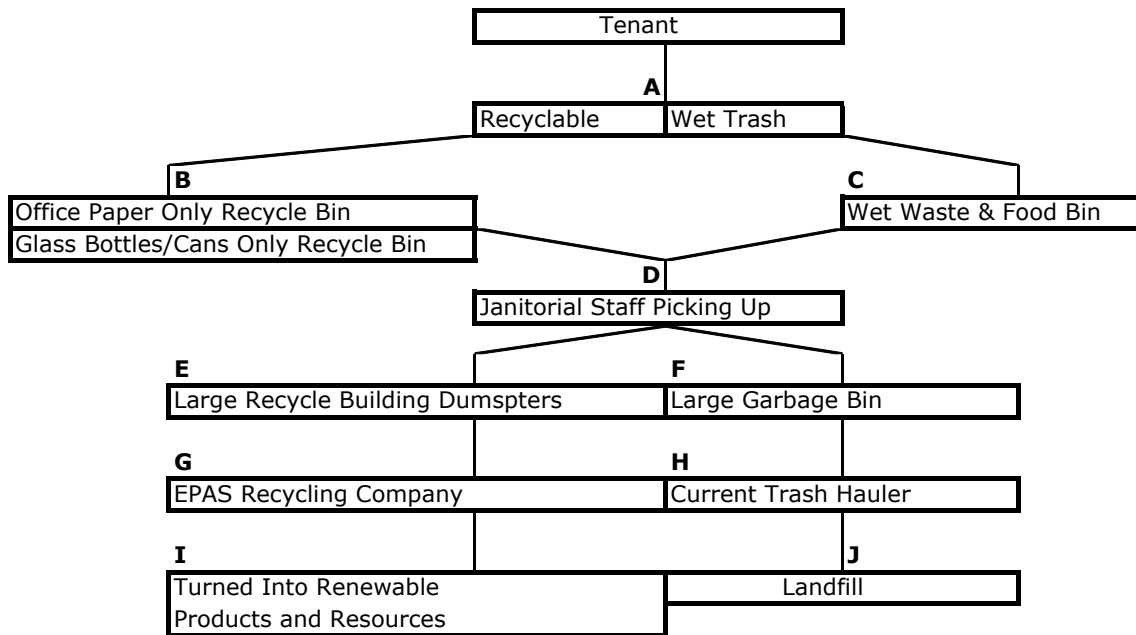 Tenant
A
Recyclable Wet Trash
B C
Office Paper Only Recycle Bin Wet Waste & Food Bin
Glass Bottles/Cans Only Recycle Bin
D
Janitorial Staff Picking Up
E F
Large Recycle Building Dumspters Large Garbage Bin
G H
EPAS Recycling Company Current Trash Hauler
I J
Turned Into Renewable Landfill
Products and Resources